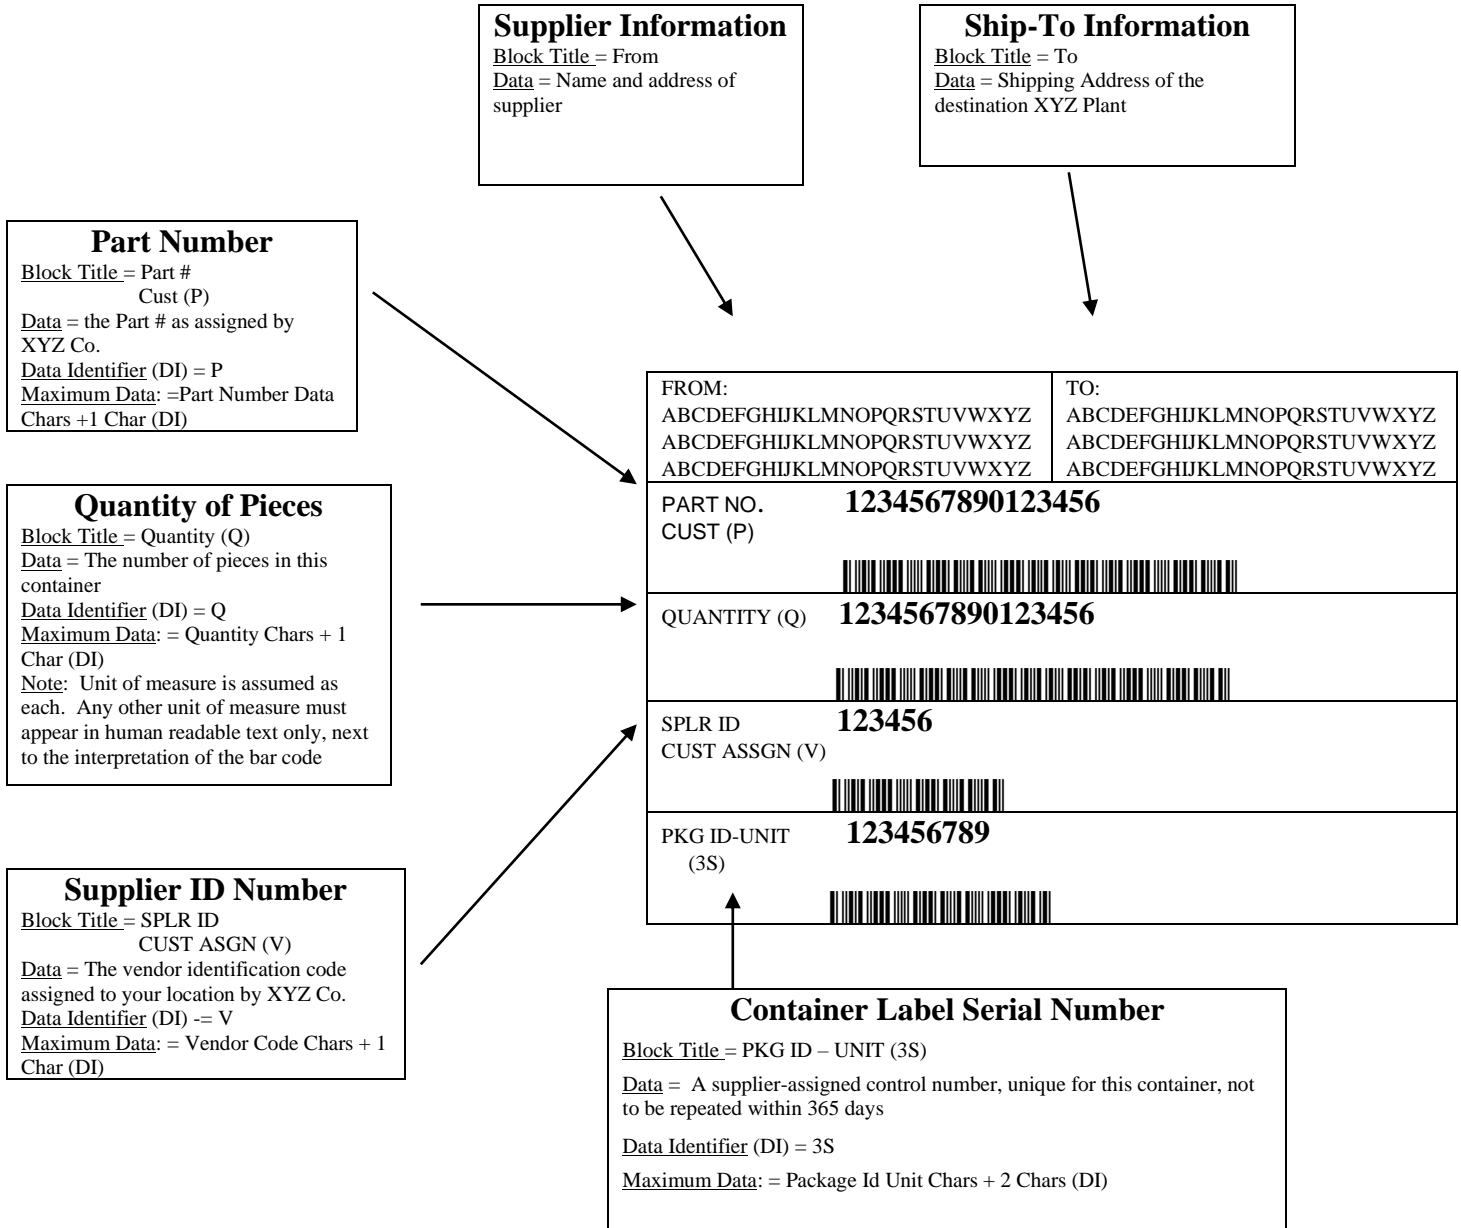 Supplier Information
Block Title = From
Data = Name and address of
supplier
Ship-To Information
Block Title = To
Data = Shipping Address of the
destination XYZ Plant
Part Number
Block Title = Part #
Cust (P)
Data = the Part # as assigned by
XYZ Co.
Data Identifier (DI) = P
Maximum Data: =Part Number Data
Chars +1 Char (DI)
Quantity of Pieces
Block Title = Quantity (Q)
Data = The number of pieces in this
container
Data Identifier (DI) = Q
Maximum Data: = Quantity Chars + 1
Char (DI)
Note: Unit of measure is assumed as
each. Any other unit of measure must
appear in human readable text only, next
to the interpretation of the bar code
Supplier ID Number
Block Title = SPLR ID
CUST ASGN (V)
Data = The vendor identification code
assigned to your location by XYZ Co.
Data Identifier (DI) -= V
Maximum Data: = Vendor Code Chars + 1
Char (DI)
FROM:
ABCDEFGHIJKLMNOPQRSTUVWXYZ
ABCDEFGHIJKLMNOPQRSTUVWXYZ
ABCDEFGHIJKLMNOPQRSTUVWXYZ
TO:
ABCDEFGHIJKLMNOPQRSTUVWXYZ
ABCDEFGHIJKLMNOPQRSTUVWXYZ
ABCDEFGHIJKLMNOPQRSTUVWXYZ
PART NO. 1234567890123456
CUST (P)
QUANTITY (Q) 1234567890123456
SPLR ID 123456
CUST ASSGN (V)
PKG ID-UNIT 123456789
(3S)
Container Label Serial Number
Block Title = PKG ID – UNIT (3S)
Data = A supplier-assigned control number, unique for this container, not
to be repeated within 365 days
Data Identifier (DI) = 3S
Maximum Data: = Package Id Unit Chars + 2 Chars (DI)